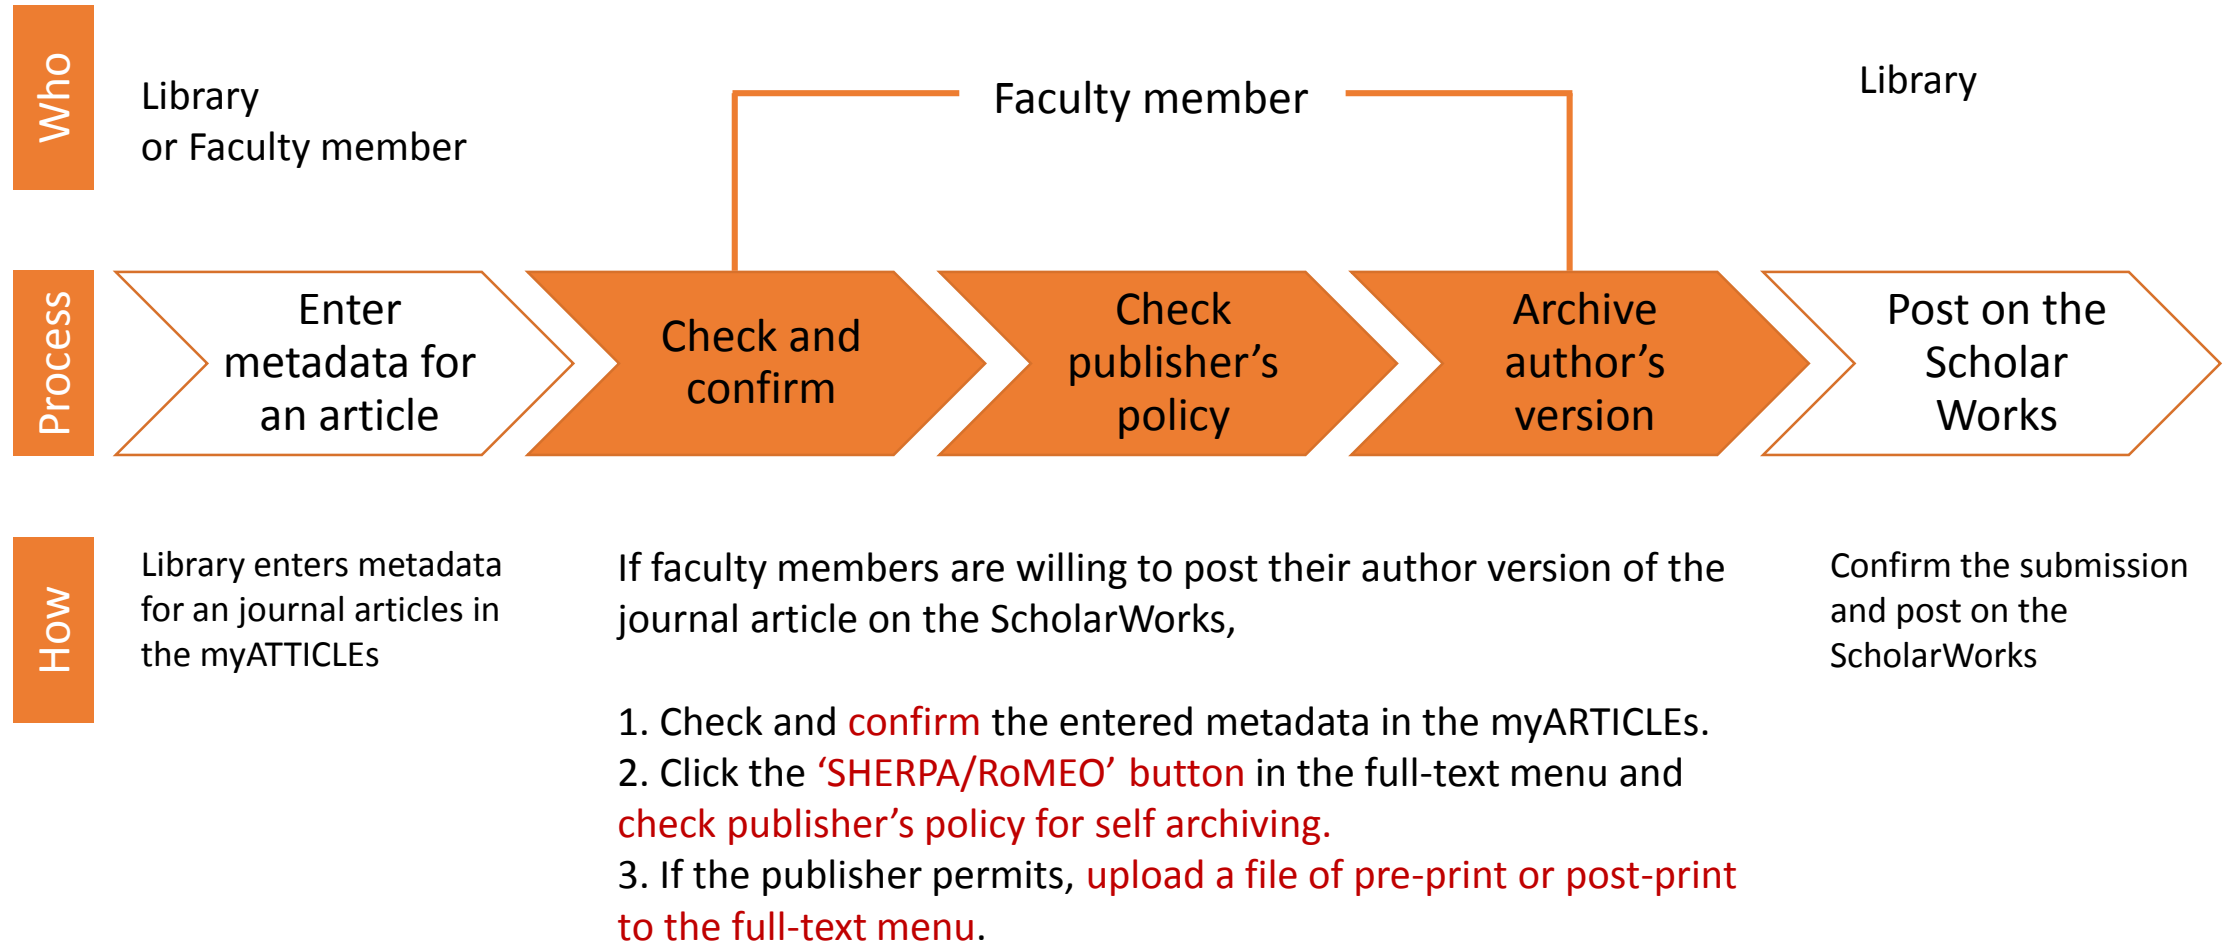 Who
Library
or Faculty member
Faculty member
Library
Process
Enter
metadata for
an article
Check and
confirm
Check
publisher’s
policy
Archive
author’s
version
Post on the
Scholar
Works
How
Library enters metadata
for an journal articles in
the myATTICLEs
If faculty members are willing to post their author version of the
journal article on the ScholarWorks,
1. Check and confirm the entered metadata in the myARTICLEs.
2. Click the ‘SHERPA/RoMEO’ button in the full-text menu and
check publisher’s policy for self archiving.
3. If the publisher permits, upload a file of pre-print or post-print
to the full-text menu.
Confirm the submission
and post on the
ScholarWorks